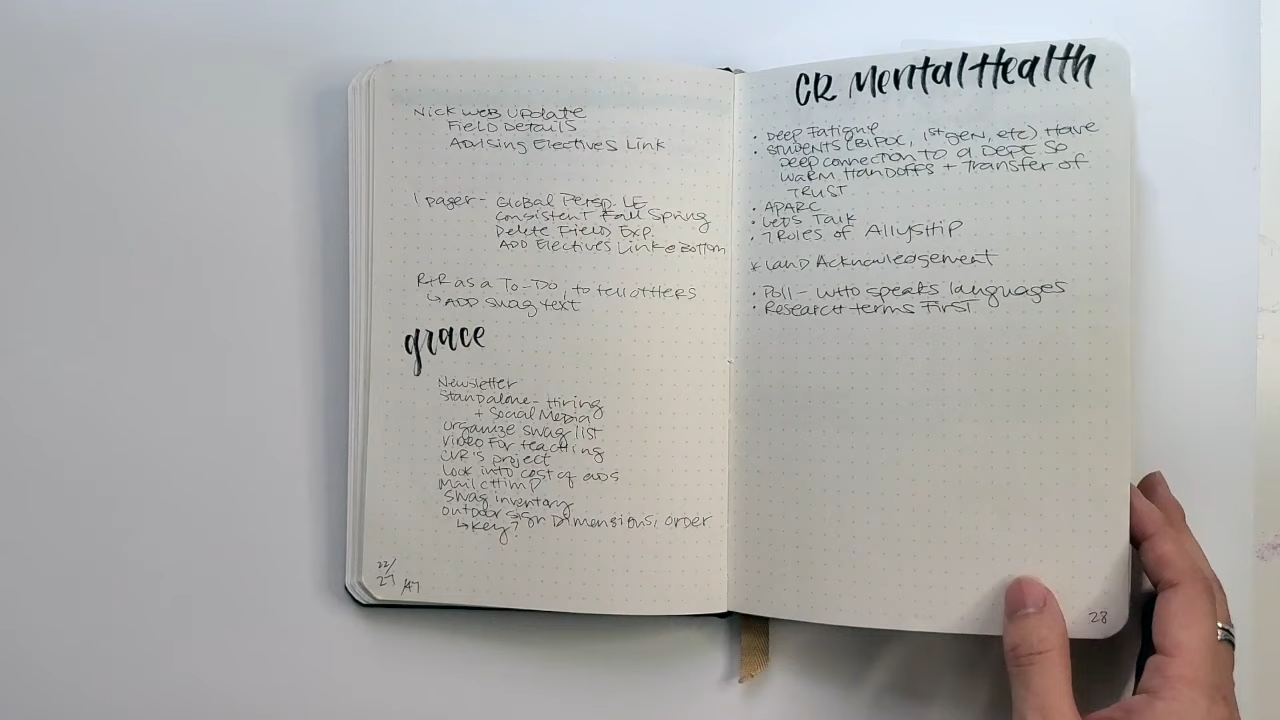 Nick web update
Field Details
Advising Electives Link
1 pager - Global Persp. LE
Consistent Fall Spring
Delete Field Exp.
ADD Electives Link @ Bottom
R+R as a To-Do, to tell others
↳ ADD swag text
grace
Newsletter
Standalone - Hiring
+ Social Media
organize swag list
video for teaching
project
Look into cost of ads
Mailchimp
swag inventory
outdoor sign Dimensions, order
↳ key?
22/
27
/47
CR Mental Health
• Deep Fatigue
• Students (BIPOC, 1st gen, etc) Have
Deep connection to a Dept so
warm Handoffs + Transfer of
TRUST
• APARC
• Let's Talk
• 7 Roles of Allyship
* Land Acknowledgement
• Poll - who speaks languages
• Research terms First
28